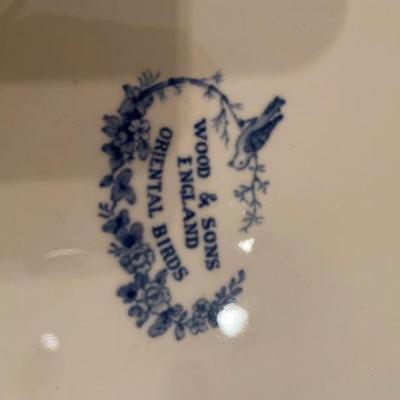 WOOD & SONS
ENGLAND
ORIENTAL BIRDS